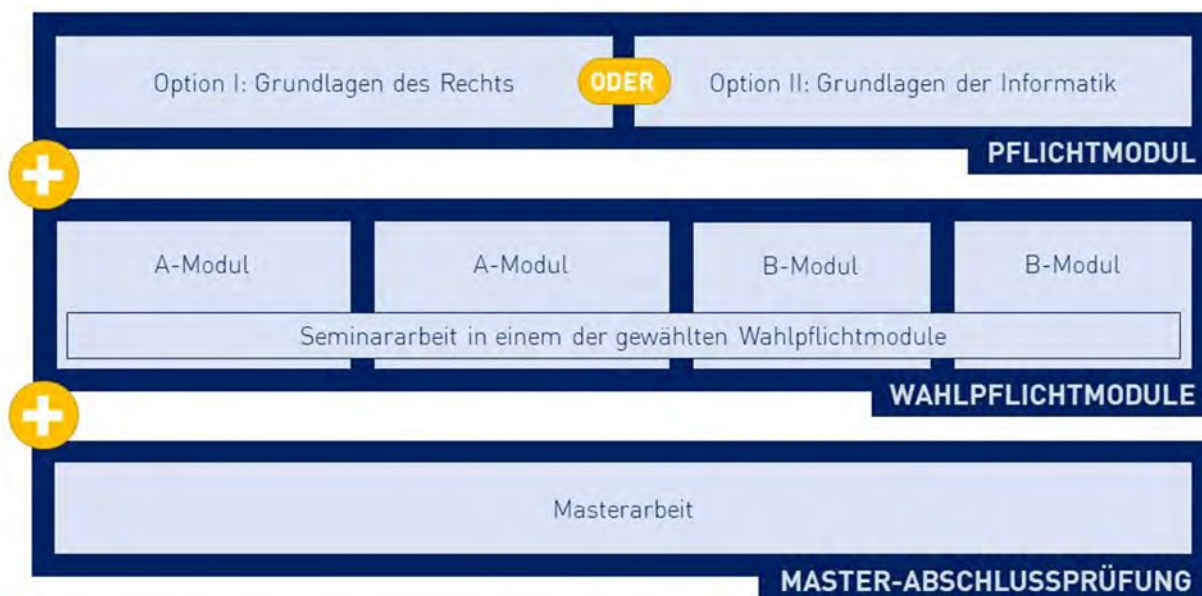 Option I: Grundlagen des Rechts
ODER
Option II: Grundlagen der Informatik
PFLICHTMODUL
A-Modul
A-Modul
B-Modul
B-Modul
Seminararbeit in einem der gewählten Wahlpflichtmodule
WAHLPFLICHTMODULE
Masterarbeit
MASTER-ABSCHLUSSPRÜFUNG